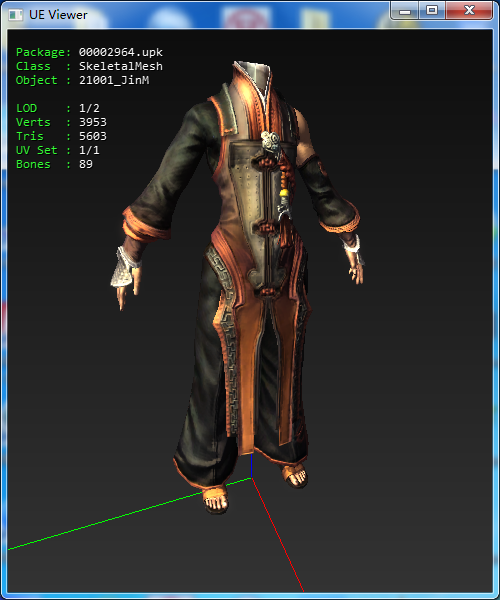 UE Viewer
Package: 00002964.upk
Class : SkeletalMesh
Object : 21001_JinM
LOD : 1/2
Verts : 3953
Tris : 5603
UV Set : 1/1
Bones : 89